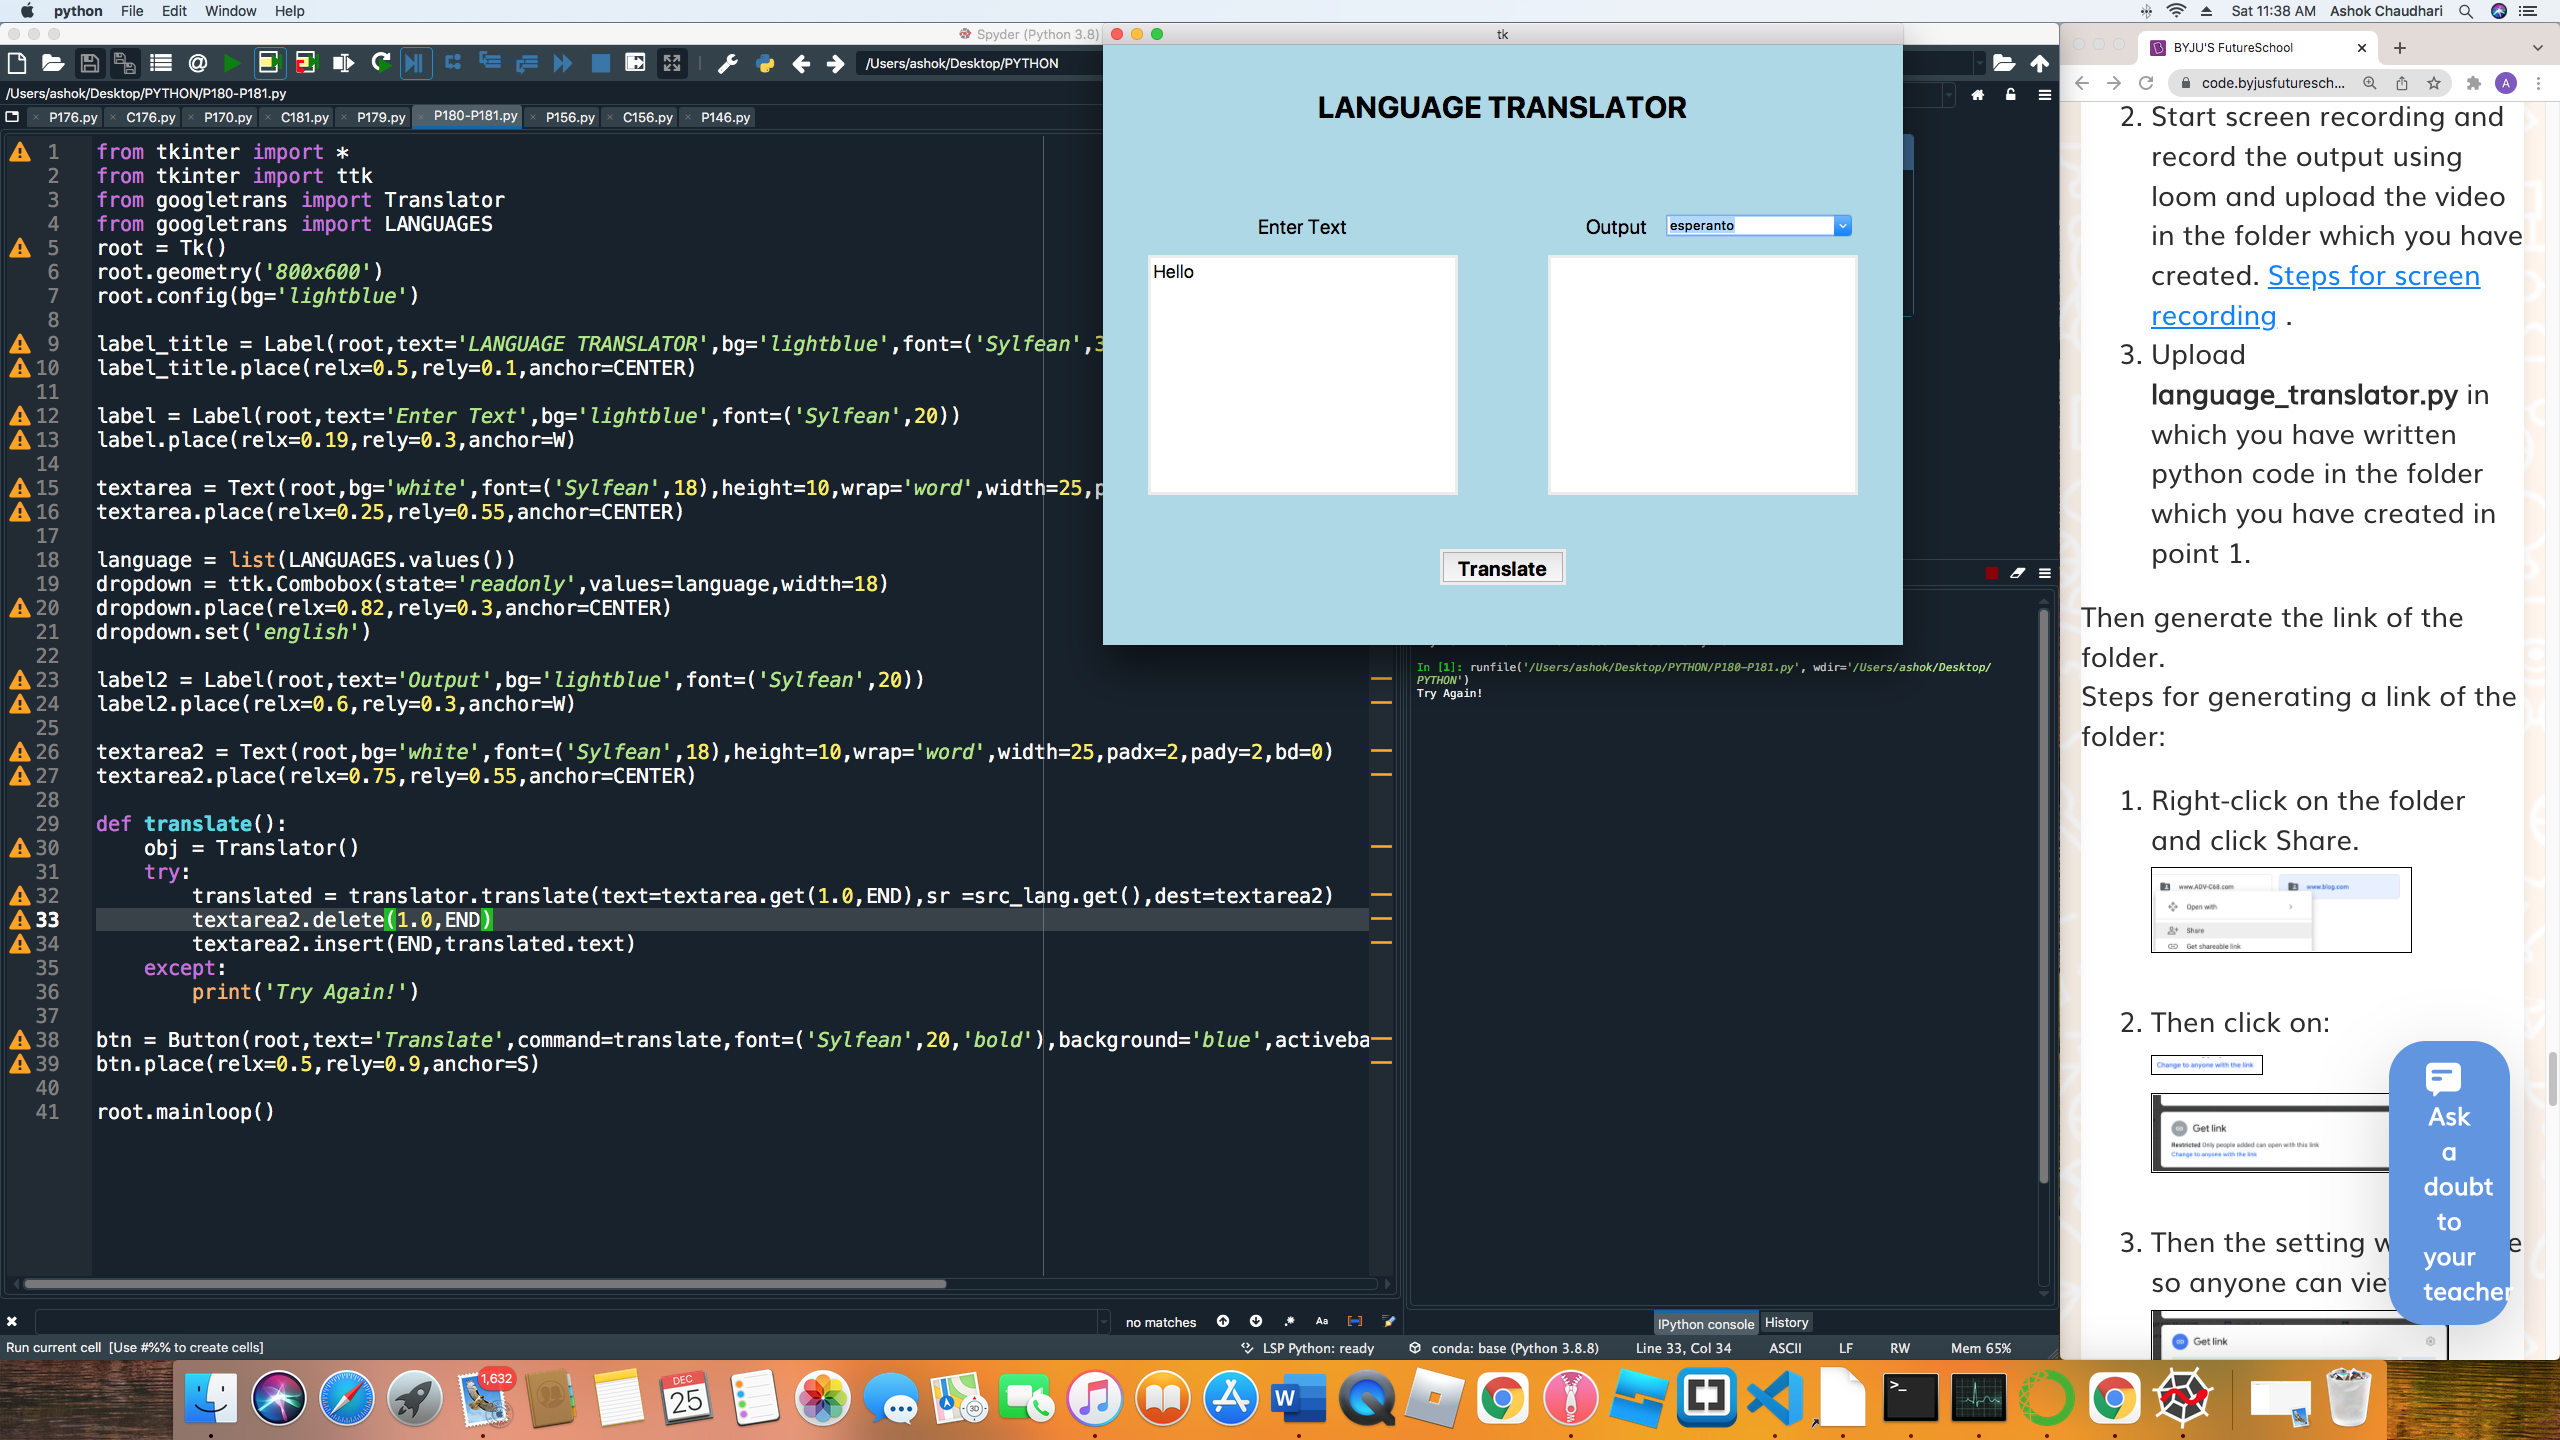 python File Edit Window Help
Sat 11:38 AM Ashok Chaudhari
Spyder (Python 3.8)
/Users/ashok/Desktop/PYTHON
/Users/ashok/Desktop/PYTHON/P180-P181.py
P176.py C176.py P170.py C181.py P179.py P180-P181.py P156.py C156.py P146.py
1 from tkinter import *
2 from tkinter import ttk
3 from googletrans import Translator
4 from googletrans import LANGUAGES
5 root = Tk()
6 root.geometry('800x600')
7 root.config(bg='lightblue')
8
9 label_title = Label(root,text='LANGUAGE TRANSLATOR',bg='lightblue',font=('Sylfean',3
10 label_title.place(relx=0.5,rely=0.1,anchor=CENTER)
11
12 label = Label(root,text='Enter Text',bg='lightblue',font=('Sylfean',20))
13 label.place(relx=0.19,rely=0.3,anchor=W)
14
15 textarea = Text(root,bg='white',font=('Sylfean',18),height=10,wrap='word',width=25,p
16 textarea.place(relx=0.25,rely=0.55,anchor=CENTER)
17
18 language = list(LANGUAGES.values())
19 dropdown = ttk.Combobox(state='readonly',values=language,width=18)
20 dropdown.place(relx=0.82,rely=0.3,anchor=CENTER)
21 dropdown.set('english')
22
23 label2 = Label(root,text='Output',bg='lightblue',font=('Sylfean',20))
24 label2.place(relx=0.6,rely=0.3,anchor=W)
25
26 textarea2 = Text(root,bg='white',font=('Sylfean',18),height=10,wrap='word',width=25,padx=2,pady=2,bd=0)
27 textarea2.place(relx=0.75,rely=0.55,anchor=CENTER)
28
29 def translate():
30 obj = Translator()
31 try:
32 translated = translator.translate(text=textarea.get(1.0,END),sr =src_lang.get(),dest=textarea2)
33 textarea2.delete(1.0,END)
34 textarea2.insert(END,translated.text)
35 except:
36 print('Try Again!')
37
38 btn = Button(root,text='Translate',command=translate,font=('Sylfean',20,'bold'),background='blue',activeba
39 btn.place(relx=0.5,rely=0.9,anchor=S)
40
41 root.mainloop()
no matches
Aa
Run current cell [Use #%% to create cells]
tk
LANGUAGE TRANSLATOR
Enter Text
Output
esperanto
Hello
Translate
In [1]: runfile('/Users/ashok/Desktop/PYTHON/P180-P181.py', wdir='/Users/ashok/Desktop/
PYTHON')
Try Again!
IPython console History
LSP Python: ready conda: base (Python 3.8.8) Line 33, Col 34 ASCII LF RW Mem 65%
BYJU'S FutureSchool
code.byjusfuturesch...
A
2. Start screen recording and
record the output using
loom and upload the video
in the folder which you have
created. Steps for screen
recording .
3. Upload
language_translator.py in
which you have written
python code in the folder
which you have created in
point 1.
Then generate the link of the
folder.
Steps for generating a link of the
folder:
1. Right-click on the folder
and click Share.
www.ADV-C68.com
www.blog.com
Open with
Share
Get shareable link
2. Then click on:
Change to anyone with the link
Get link
Restricted Only people added can open with this link
Change to anyone with the link
3. Then the setting w e
so anyone can vie
Get link
Ask
a
doubt
to
your
teacher
1,632
DEC
25
3D
W